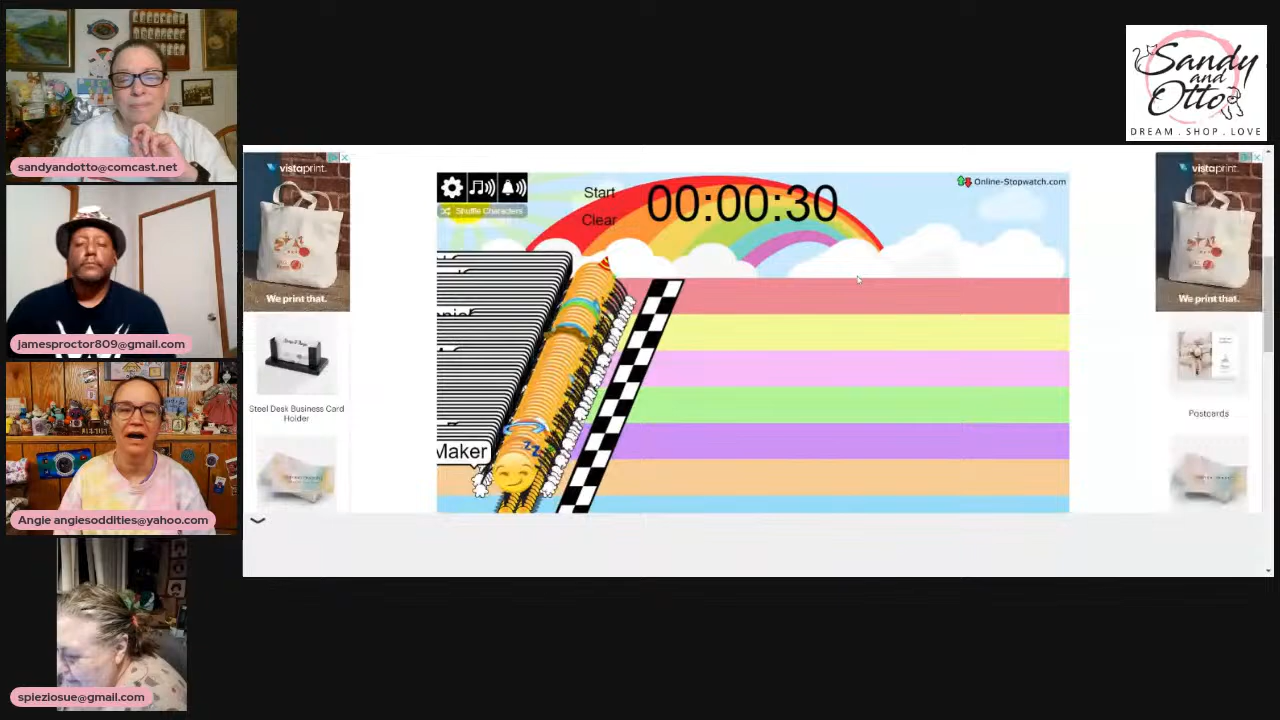 sandyandotto@comcast.net
jamesproctor809@gmail.com
Angie angiesoddities@yahoo.com
spieziosue@gmail.com
Sandy
and
Otto
DREAM . SHOP . LOVE
vistaprint.
We print that.
Steel Desk Business Card
Holder
Shuffle Characters
Start
Clear
00:00:30
Online-Stopwatch.com
Maker
zz
vistaprint.
We print that.
Postcards